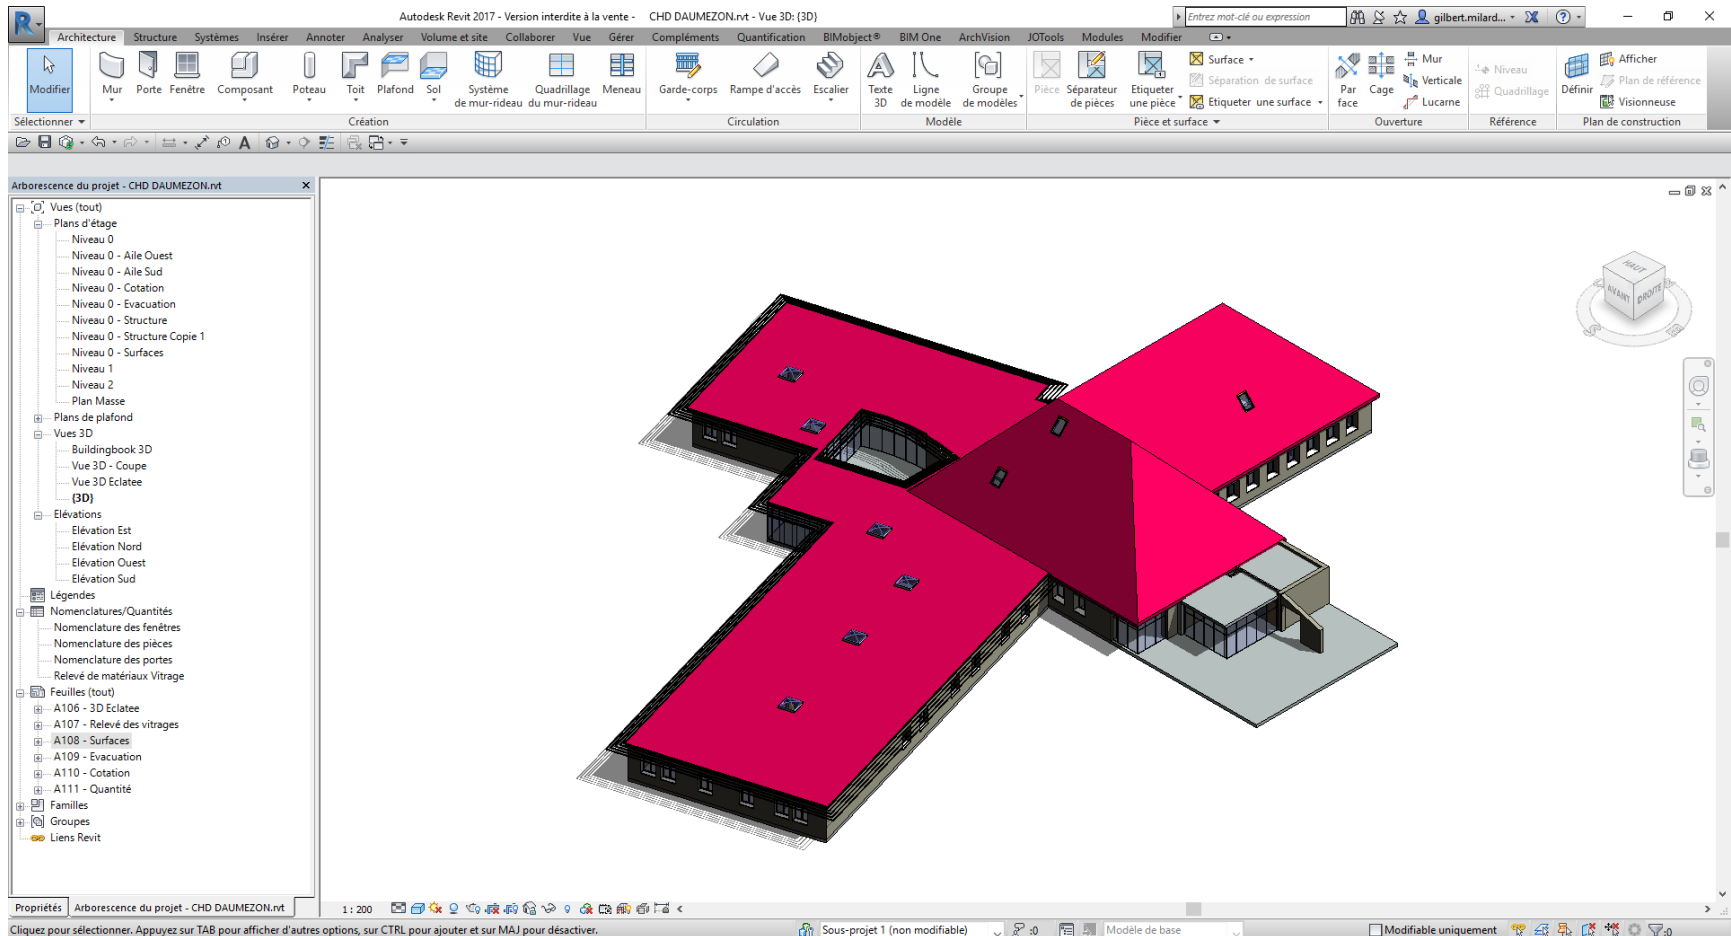 Autodesk Revit 2017 - Version interdite à la vente - CHD DAUMEZON.rvt - Vue 3D: {3D}
Entrez mot-clé ou expression
gilbert.milard...
Architecture Structure Systèmes Insérer Annoter Analyser Volume et site Collaborer Vue Gérer Compléments Quantification BIMobject® BIM One ArchVision JOTools Modules Modifier
Modifier
Mur Porte Fenêtre Composant Poteau Toit Plafond Sol Système de mur-rideau Quadrillage du mur-rideau Meneau
Garde-corps Rampe d'accès Escalier
Texte 3D Ligne de modèle Groupe de modèles
Pièce Séparateur de pièces Etiqueter une pièce
Surface
Séparation de surface
Etiqueter une surface
Par face Cage
Mur
Verticale
Lucarne
Niveau
Quadrillage
Définir
Afficher
Plan de référence
Visionneuse
Sélectionner Création Circulation Modèle Pièce et surface Ouverture Référence Plan de construction
Arborescence du projet - CHD DAUMEZON.rvt
Vues (tout)
Plans d'étage
Niveau 0
Niveau 0 - Aile Ouest
Niveau 0 - Aile Sud
Niveau 0 - Cotation
Niveau 0 - Evacuation
Niveau 0 - Structure
Niveau 0 - Structure Copie 1
Niveau 0 - Surfaces
Niveau 1
Niveau 2
Plan Masse
Plans de plafond
Vues 3D
Buildingbook 3D
Vue 3D - Coupe
Vue 3D Eclatee
{3D}
Elévations
Elévation Est
Elévation Nord
Elévation Ouest
Elévation Sud
Légendes
Nomenclatures/Quantités
Nomenclature des fenêtres
Nomenclature des pièces
Nomenclature des portes
Relevé de matériaux Vitrage
Feuilles (tout)
A106 - 3D Eclatee
A107 - Relevé des vitrages
A108 - Surfaces
A109 - Evacuation
A110 - Cotation
A111 - Quantité
Familles
Groupes
Liens Revit
HAUT
AVANT DROITE
Propriétés Arborescence du projet - CHD DAUMEZON.rvt
1 : 200
Cliquez pour sélectionner. Appuyez sur TAB pour afficher d'autres options, sur CTRL pour ajouter et sur MAJ pour désactiver.
Sous-projet 1 (non modifiable)
:0
Modèle de base
Modifiable uniquement
:0